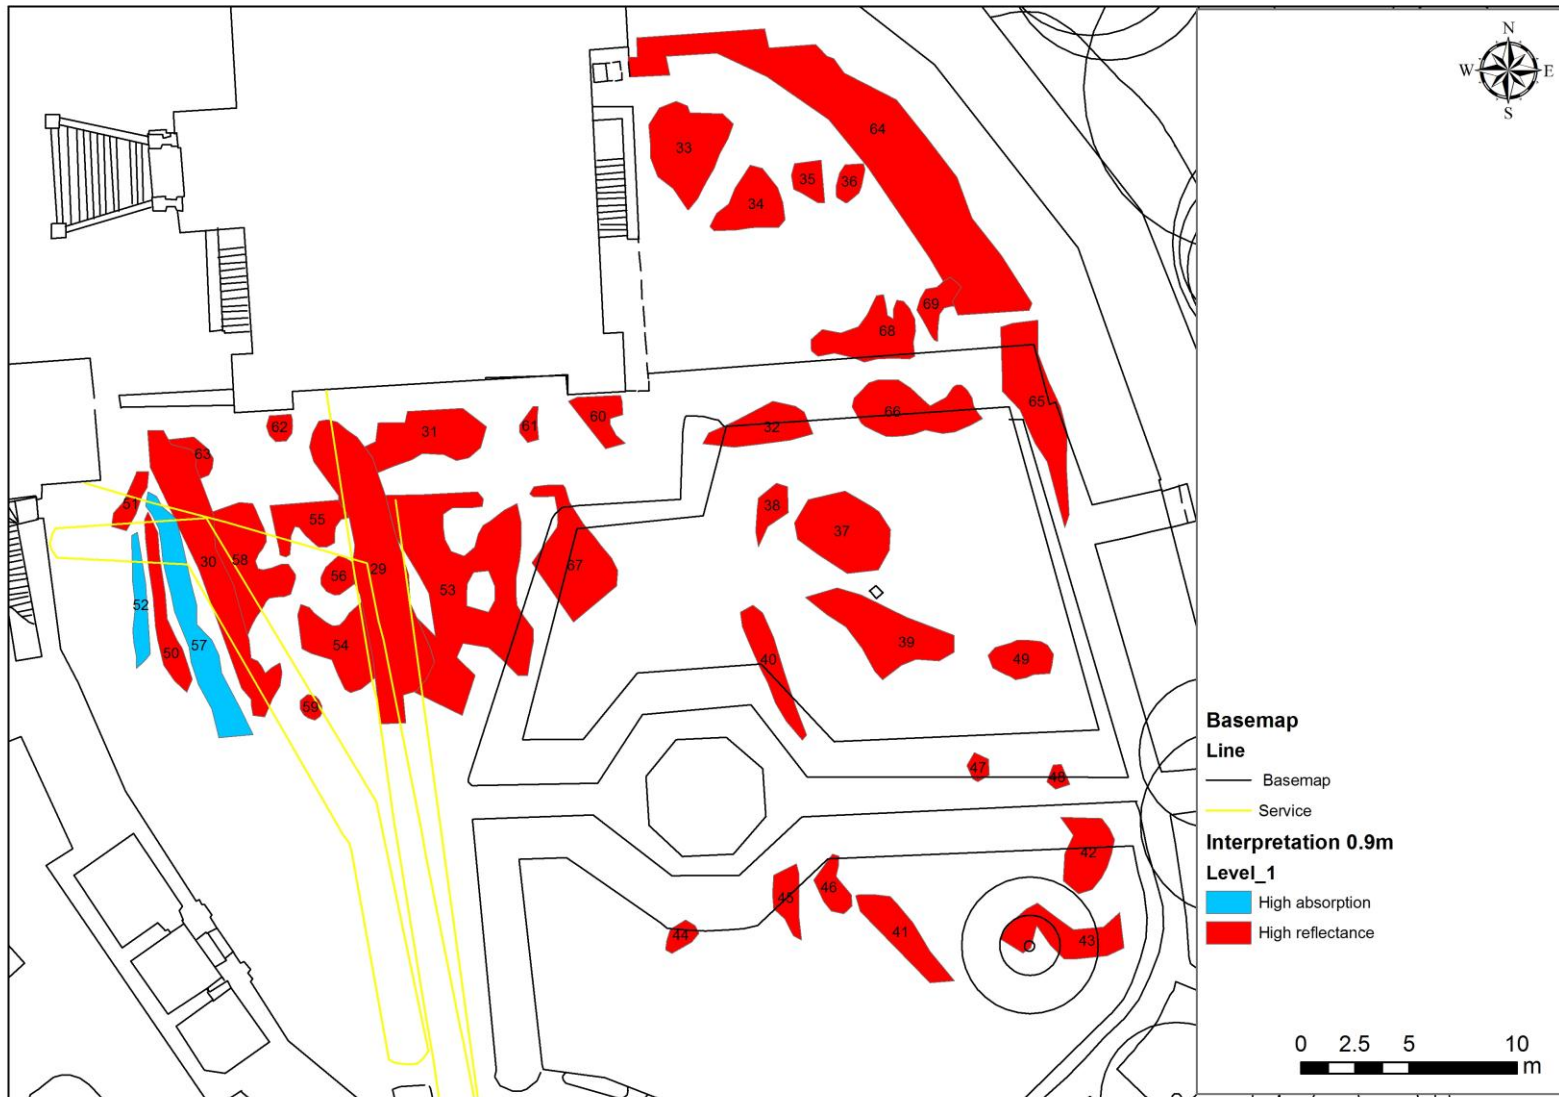 N
W E
S
64
33
35 36
34
69
68
65
66
60
62 31 61 32
63
51 38
55 37
30 58 56 29 53 67
52
57 54 39
50 40 49
59
47 48
42
45 46
44 41 43
Basemap
Line
Basemap
Service
Interpretation 0.9m
Level_1
High absorption
High reflectance
0 2.5 5 10
m